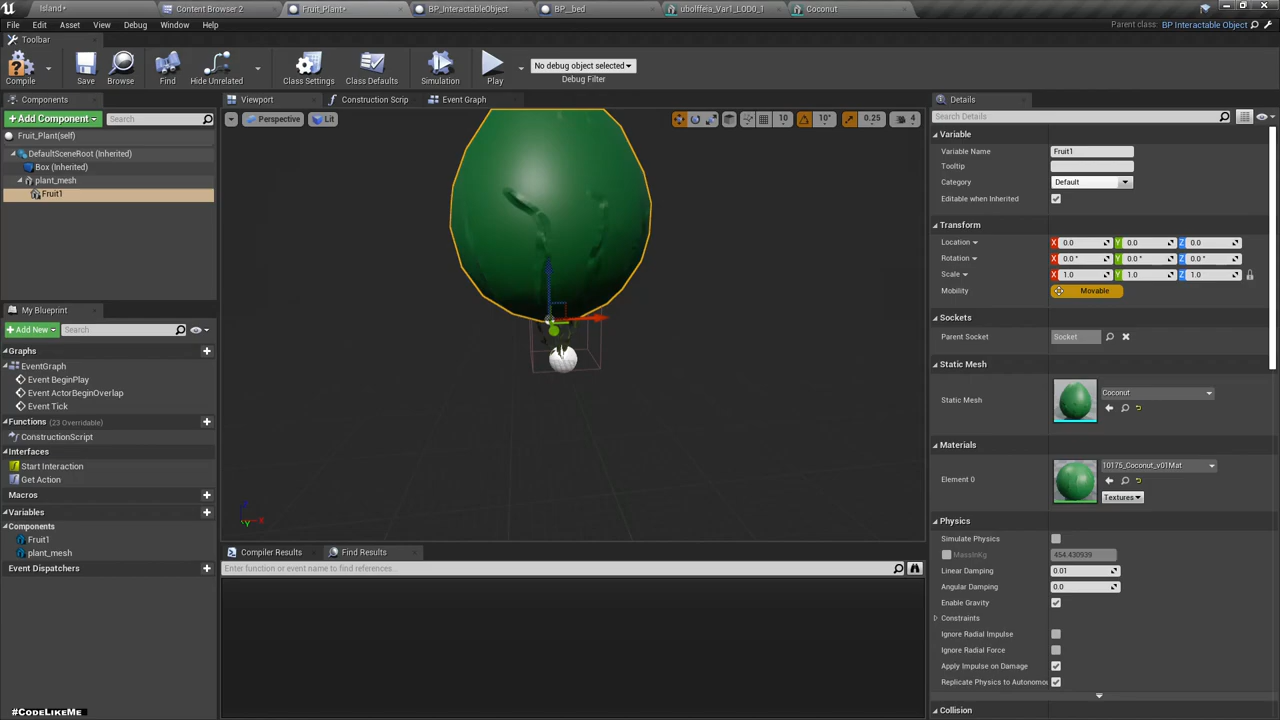 Island•
Content Browser 2
Fruit_Plant•
BP_InteractableObject
BP__bed
ubolffeia_Var1_LOD0_1
Coconut
File
Edit
Asset
View
Debug
Window
Help
Parent class: BP Interactable Object
Toolbar
Compile
Save
Browse
Find
Hide Unrelated
Class Settings
Class Defaults
Simulation
Play
No debug object selected
Debug Filter
Components
+ Add Component
Search
Fruit_Plant(self)
DefaultSceneRoot (Inherited)
Box (Inherited)
plant_mesh
Fruit1
My Blueprint
+ Add New
Search
Graphs
EventGraph
Event BeginPlay
Event ActorBeginOverlap
Event Tick
Functions (23 Overridable)
ConstructionScript
Interfaces
Start Interaction
Get Action
Macros
Variables
Components
Fruit1
plant_mesh
Event Dispatchers
#CodeLikeMe
Viewport
Construction Scrip
Event Graph
Perspective
Lit
10
10°
0.25
4
Z
X
Y
Compiler Results
Find Results
Enter function or event name to find references...
Details
Search Details
Variable
Variable Name Fruit1
Tooltip
Category Default
Editable when Inherited
Transform
Location X 0.0 Y 0.0 Z 0.0
Rotation X 0.0 ° Y 0.0 ° Z 0.0 °
Scale X 1.0 Y 1.0 Z 1.0
Mobility Movable
Sockets
Parent Socket Socket
Static Mesh
Static Mesh Coconut
Materials
Element 0 10175_Coconut_v01Mat
Textures
Physics
Simulate Physics
MassInKg 454.430939
Linear Damping 0.01
Angular Damping 0.0
Enable Gravity
Constraints
Ignore Radial Impulse
Ignore Radial Force
Apply Impulse on Damage
Replicate Physics to Autonomou
Collision